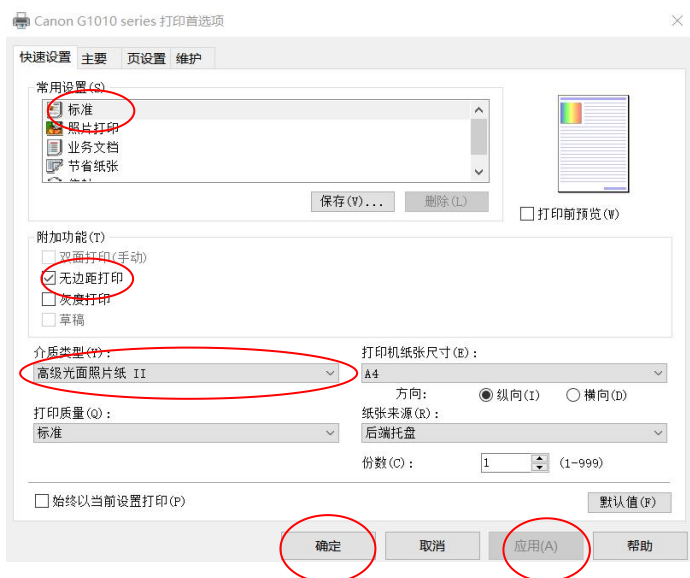 Canon G1010 series 打印首选项
快速设置 主要 页设置 维护
常用设置(S)
标准
照片打印
业务文档
节省纸张
保存(V)... 删除(L)
打印前预览(W)
附加功能(T)
双面打印(手动)
无边距打印
灰度打印
草稿
介质类型(Y): 打印机纸张尺寸(E):
高级光面照片纸 II A4
方向: 纵向(I) 横向(D)
打印质量(Q): 纸张来源(R):
标准 后端托盘
份数(C): 1 (1-999)
始终以当前设置打印(P) 默认值(F)
确定 取消 应用(A) 帮助